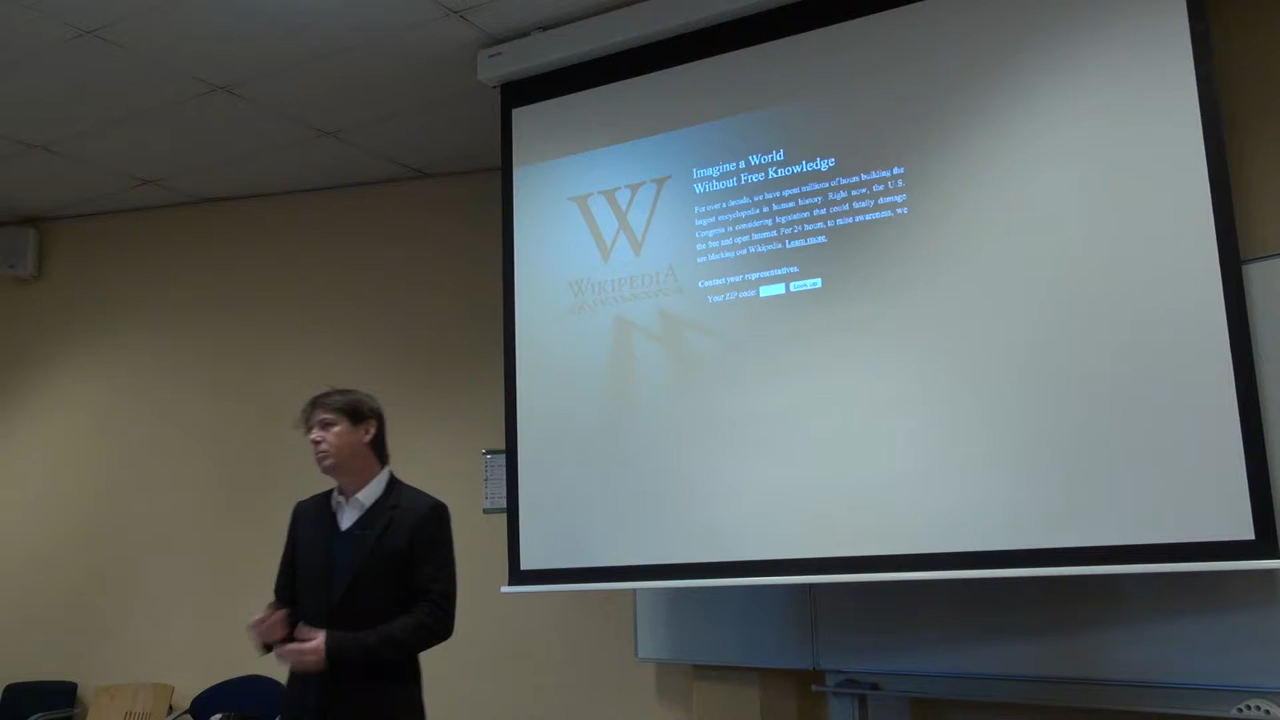 Imagine a World
Without Free Knowledge
For over a decade, we have spent millions of hours building the
largest encyclopedia in human history. Right now, the U.S.
Congress is considering legislation that could fatally damage
the free and open Internet. For 24 hours, to raise awareness, we
are blacking out Wikipedia. Learn more.
Contact your representatives.
Your ZIP code: Look up
W
WIKIPEDIA